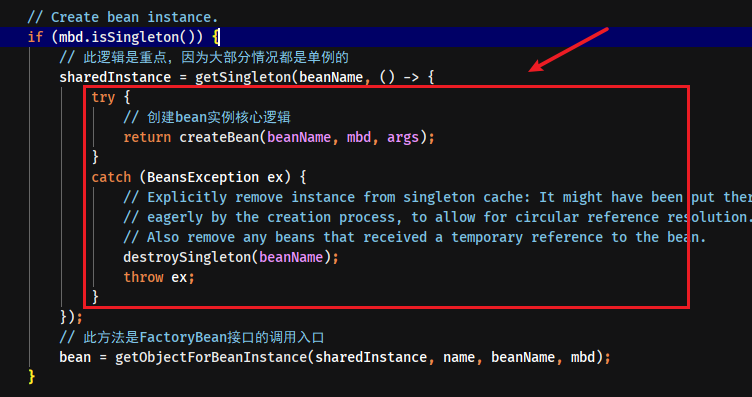 // Create bean instance.
if (mbd.isSingleton()) {
// 此逻辑是重点，因为大部分情况都是单例的
sharedInstance = getSingleton(beanName, () -> {
try {
// 创建bean实例核心逻辑
return createBean(beanName, mbd, args);
}
catch (BeansException ex) {
// Explicitly remove instance from singleton cache: It might have been put ther
// eagerly by the creation process, to allow for circular reference resolution.
// Also remove any beans that received a temporary reference to the bean.
destroySingleton(beanName);
throw ex;
}
});
// 此方法是FactoryBean接口的调用入口
bean = getObjectForBeanInstance(sharedInstance, name, beanName, mbd);
}